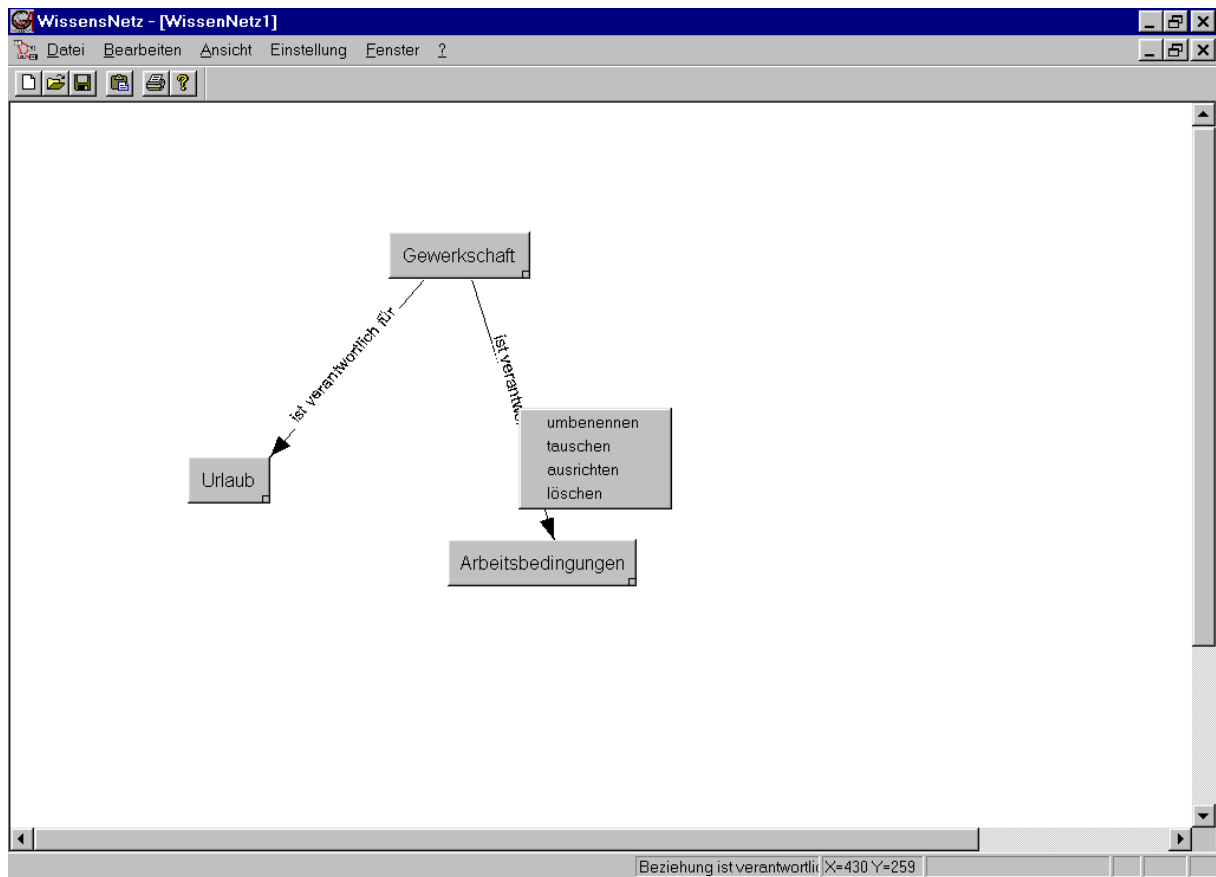 WissensNetz - [WissenNetz1]
Datei Bearbeiten Ansicht Einstellung Fenster ?
Gewerkschaft
ist verantwortlich für
ist verantwor
umbenennen
tauschen
ausrichten
löschen
Urlaub
Arbeitsbedingungen
Beziehung ist verantwortli X=430 Y=259